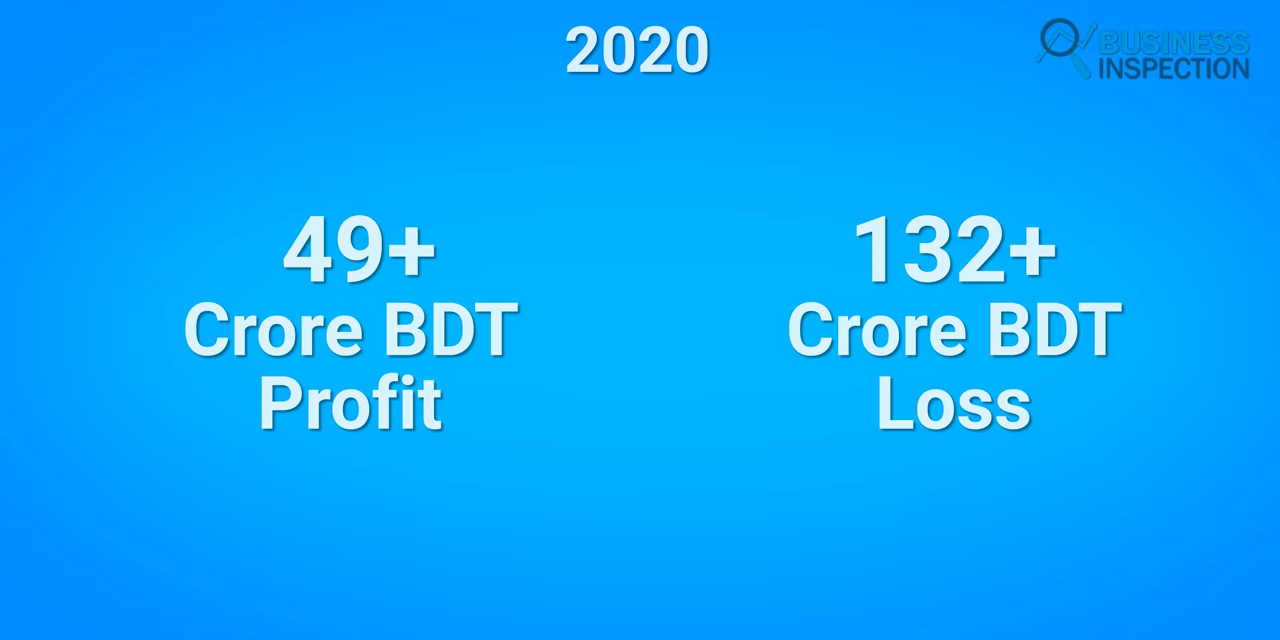 2020
BUSINESS
INSPECTION
49+
Crore BDT
Profit
132+
Crore BDT
Loss